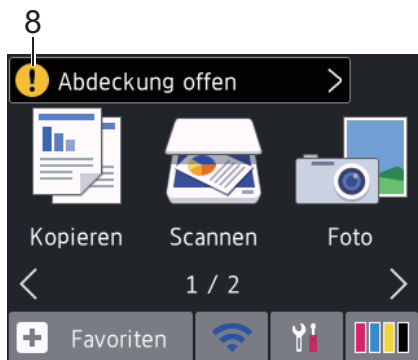 8
Abdeckung offen
Kopieren Scannen Foto
1 / 2
Favoriten